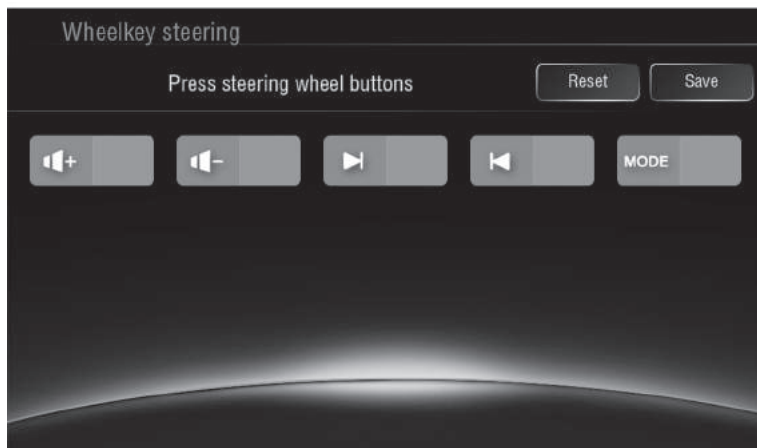 Wheelkey steering
Press steering wheel buttons
Reset
Save
+
-
MODE